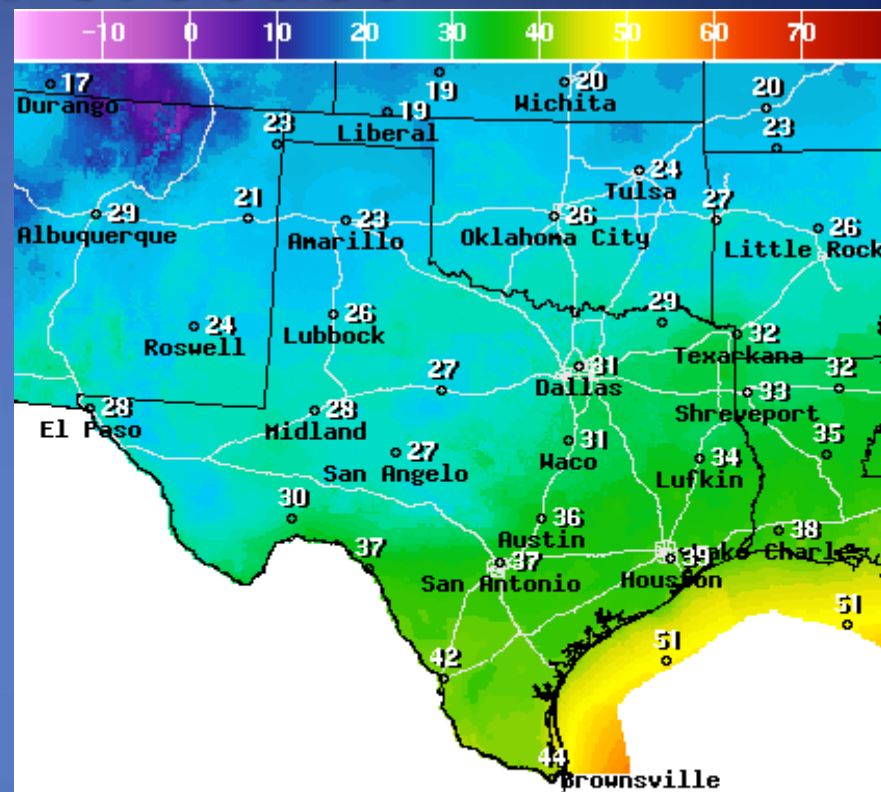 -10 0 10 20 30 40 50 60 70
17
Durango
19
20
Wichita
20
19
Liberal
23
23
24
Tulsa
29
Albuquerque
21
23
Amarillo
26
Oklahoma City
27
26
Little Rock
24
Roswell
26
Lubbock
29
32
Texarkana
31
Dallas
28
El Paso
28
Midland
27
33
Shreveport
32
27
San Angelo
31
Waco
34
Lufkin
35
30
36
Austin
38
37
37
San Antonio
39
Houston
Lake Charl
51
51
42
44
Brownsville